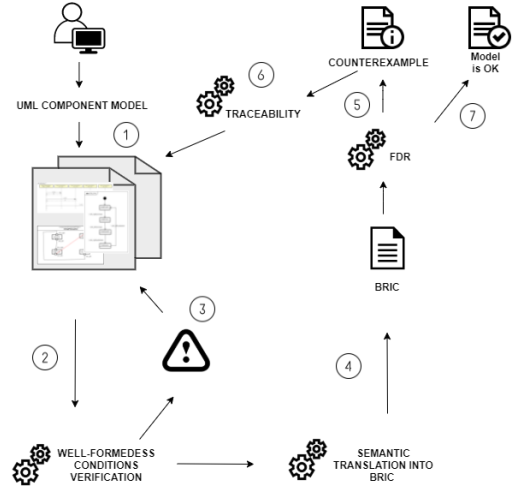 COUNTEREXAMPLE
Model
is OK
6
UML COMPONENT MODEL
TRACEABILITY
5
7
1
FDR
BRIC
3
2
4
WELL-FORMEDESS
CONDITIONS
VERIFICATION
SEMANTIC
TRANSLATION INTO
BRIC